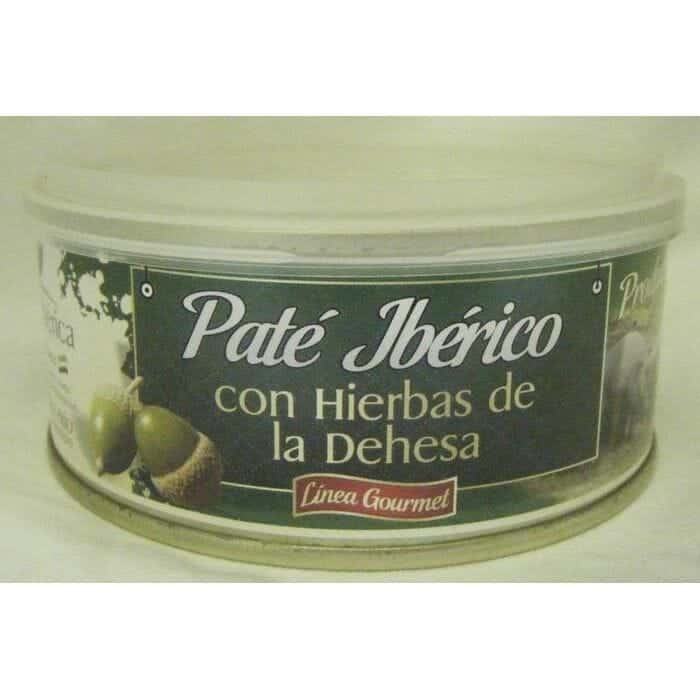 Paté Ibérico
con Hierbas de
la Dehesa
Línea Gourmet